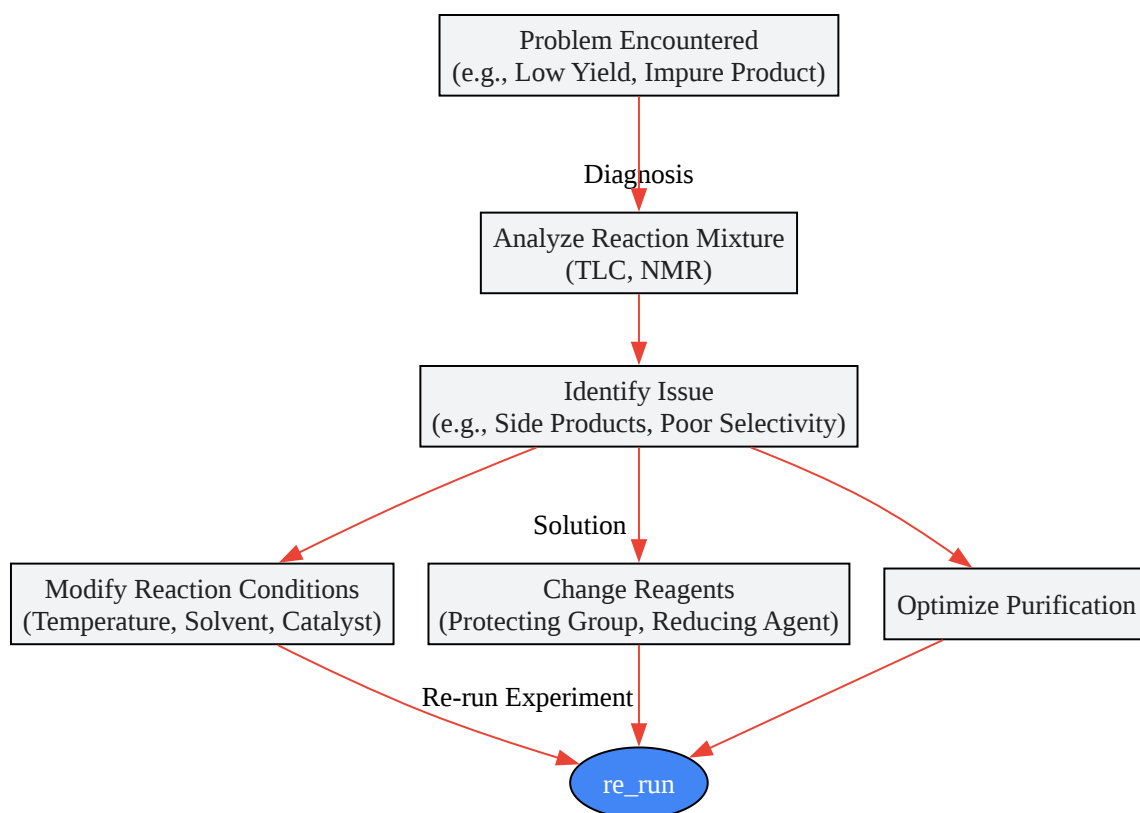 Problem Encountered
(e.g., Low Yield, Impure Product)
Diagnosis
Analyze Reaction Mixture
(TLC, NMR)
Identify Issue
(e.g., Side Products, Poor Selectivity)
Solution
Modify Reaction Conditions
(Temperature, Solvent, Catalyst)
Change Reagents
(Protecting Group, Reducing Agent)
Optimize Purification
Re-run Experiment
re_run